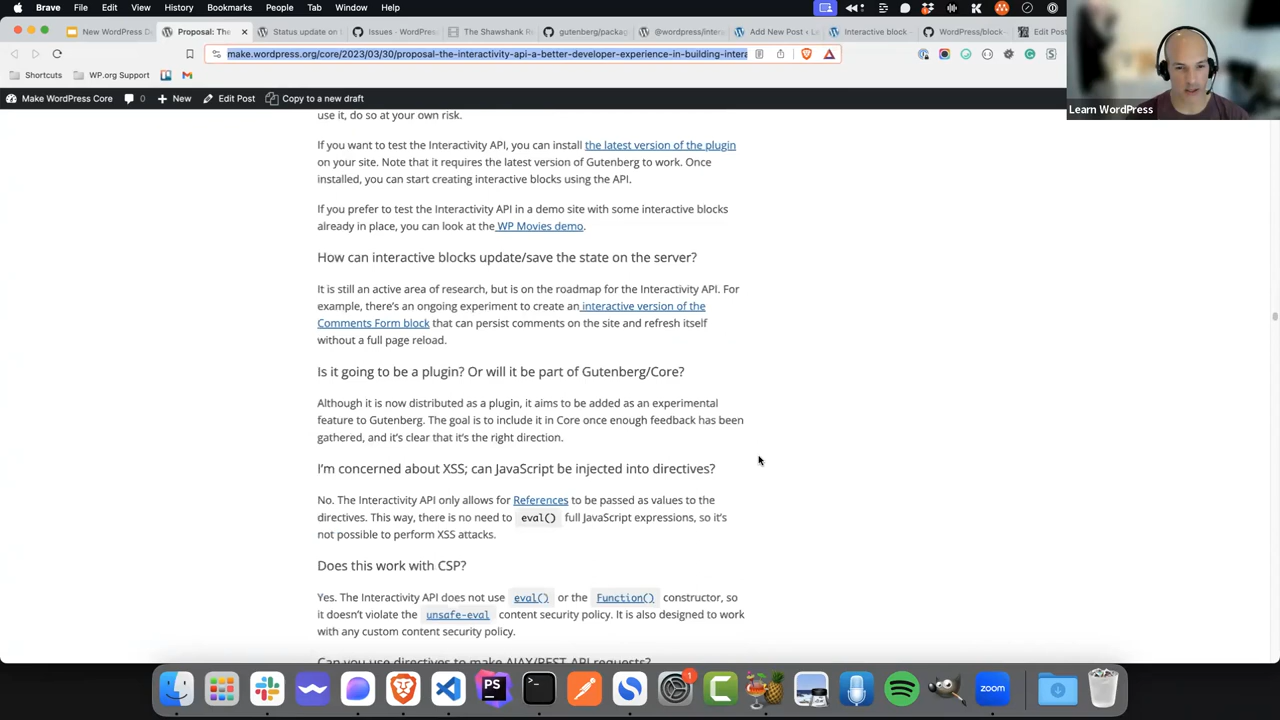 Brave File Edit View History Bookmarks People Tab Window Help
New WordPress D
Proposal: The
Status update on
Issues · WordPre
The Shawshank R
gutenberg/packag
@wordpress/intera
Add New Post ‹ Le
Interactive block
WordPress/block-
Edit Post
make.wordpress.org/core/2023/03/30/proposal-the-interactivity-api-a-better-developer-experience-in-building-intera
Shortcuts WP.org Support
Make WordPress Core 0 New Edit Post Copy to a new draft
Learn WordPress
use it, do so at your own risk.
If you want to test the Interactivity API, you can install the latest version of the plugin
on your site. Note that it requires the latest version of Gutenberg to work. Once
installed, you can start creating interactive blocks using the API.
If you prefer to test the Interactivity API in a demo site with some interactive blocks
already in place, you can look at the WP Movies demo.
How can interactive blocks update/save the state on the server?
It is still an active area of research, but is on the roadmap for the Interactivity API. For
example, there's an ongoing experiment to create an interactive version of the
Comments Form block that can persist comments on the site and refresh itself
without a full page reload.
Is it going to be a plugin? Or will it be part of Gutenberg/Core?
Although it is now distributed as a plugin, it aims to be added as an experimental
feature to Gutenberg. The goal is to include it in Core once enough feedback has been
gathered, and it's clear that it's the right direction.
I'm concerned about XSS; can JavaScript be injected into directives?
No. The Interactivity API only allows for References to be passed as values to the
directives. This way, there is no need to eval() full JavaScript expressions, so it's
not possible to perform XSS attacks.
Does this work with CSP?
Yes. The Interactivity API does not use eval() or the Function() constructor, so
it doesn't violate the unsafe-eval content security policy. It is also designed to work
with any custom content security policy.
Can you use directives to make AJAX/REST API requests?
PS
1
zoom